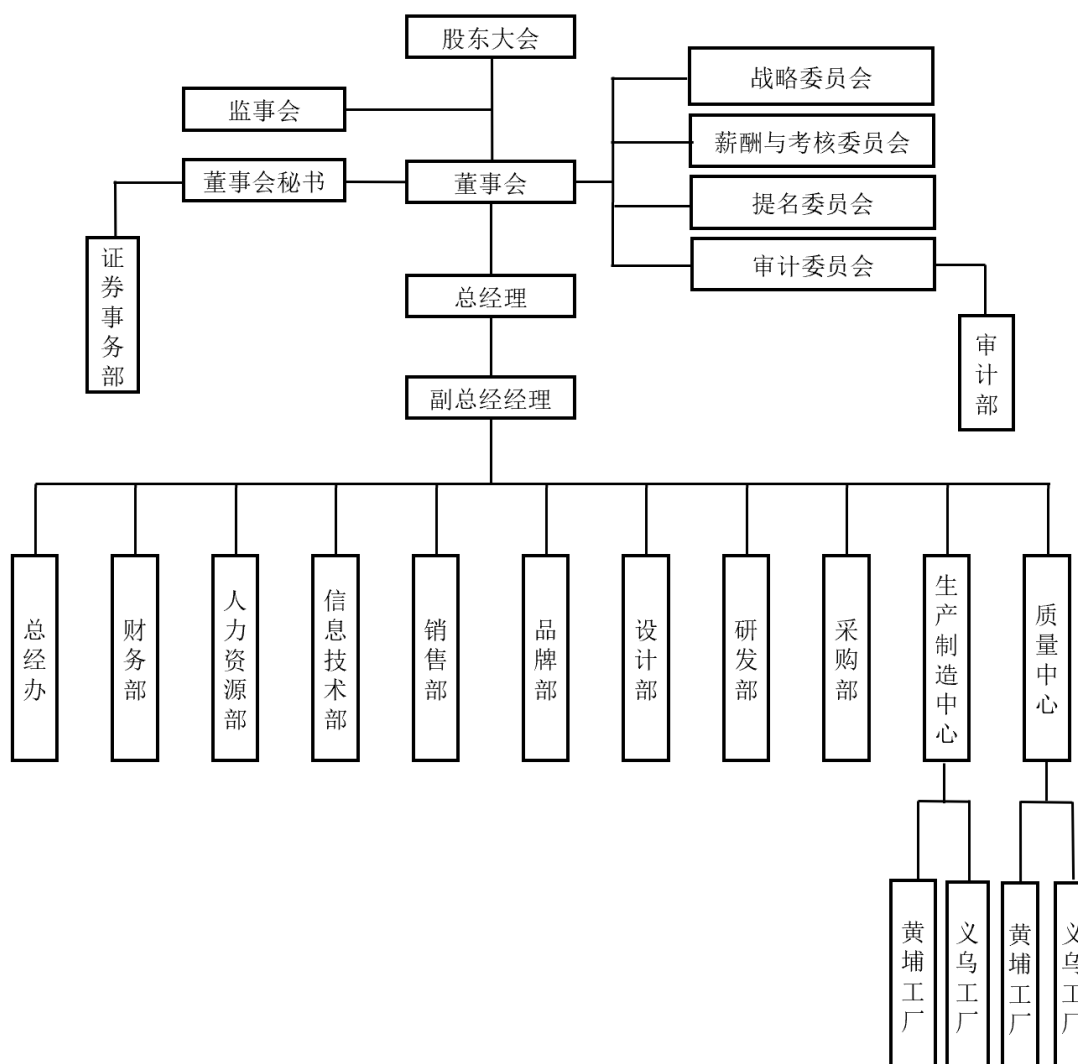 股东大会
战略委员会
监事会
薪酬与考核委员会
董事会秘书
董事会
提名委员会
审计委员会
证券事务部
总经理
审计部
副总经经理
总经办
财务部
人力资源部
信息技术部
销售部
品牌部
设计部
研发部
采购部
生产制造中心
质量中心
黄埔工厂
义乌工厂
黄埔工厂
义乌工厂